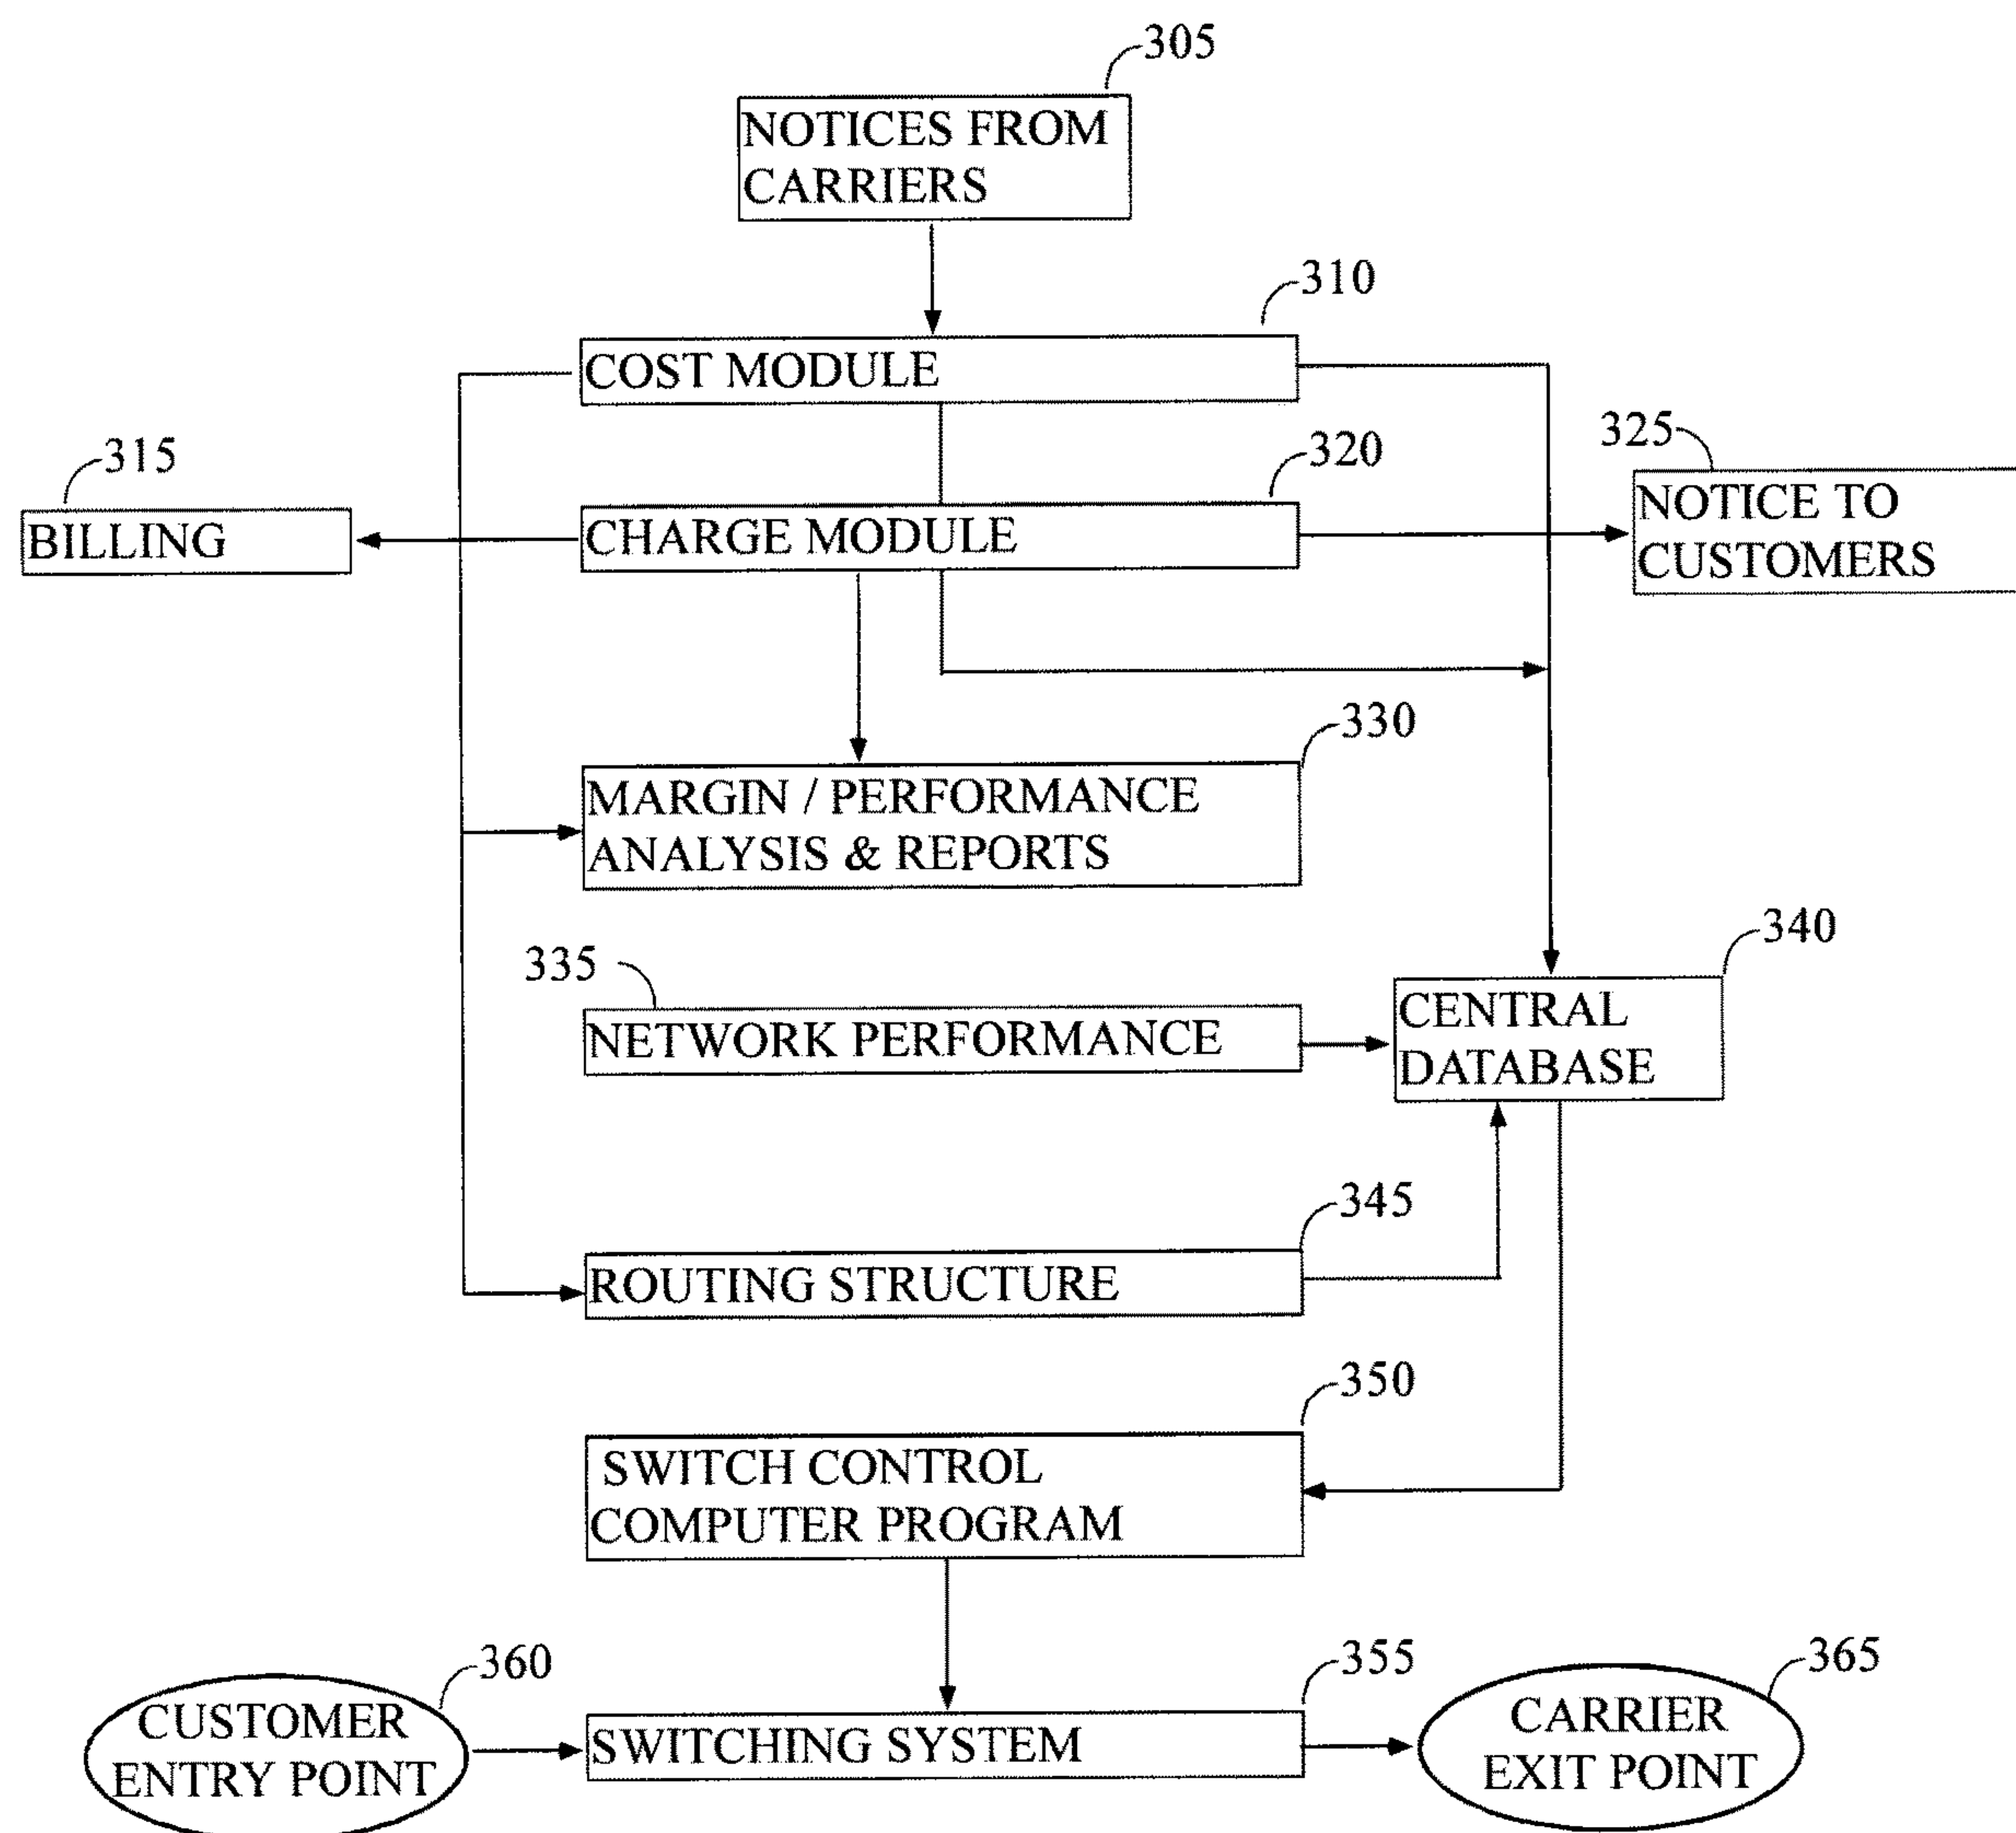 305
NOTICES FROM
CARRIERS
310
COST MODULE
315
BILLING
320
CHARGE MODULE
325
NOTICE TO
CUSTOMERS
330
MARGIN / PERFORMANCE
ANALYSIS & REPORTS
335
NETWORK PERFORMANCE
340
CENTRAL
DATABASE
345
ROUTING STRUCTURE
350
SWITCH CONTROL
COMPUTER PROGRAM
360
CUSTOMER
ENTRY POINT
355
SWITCHING SYSTEM
365
CARRIER
EXIT POINT